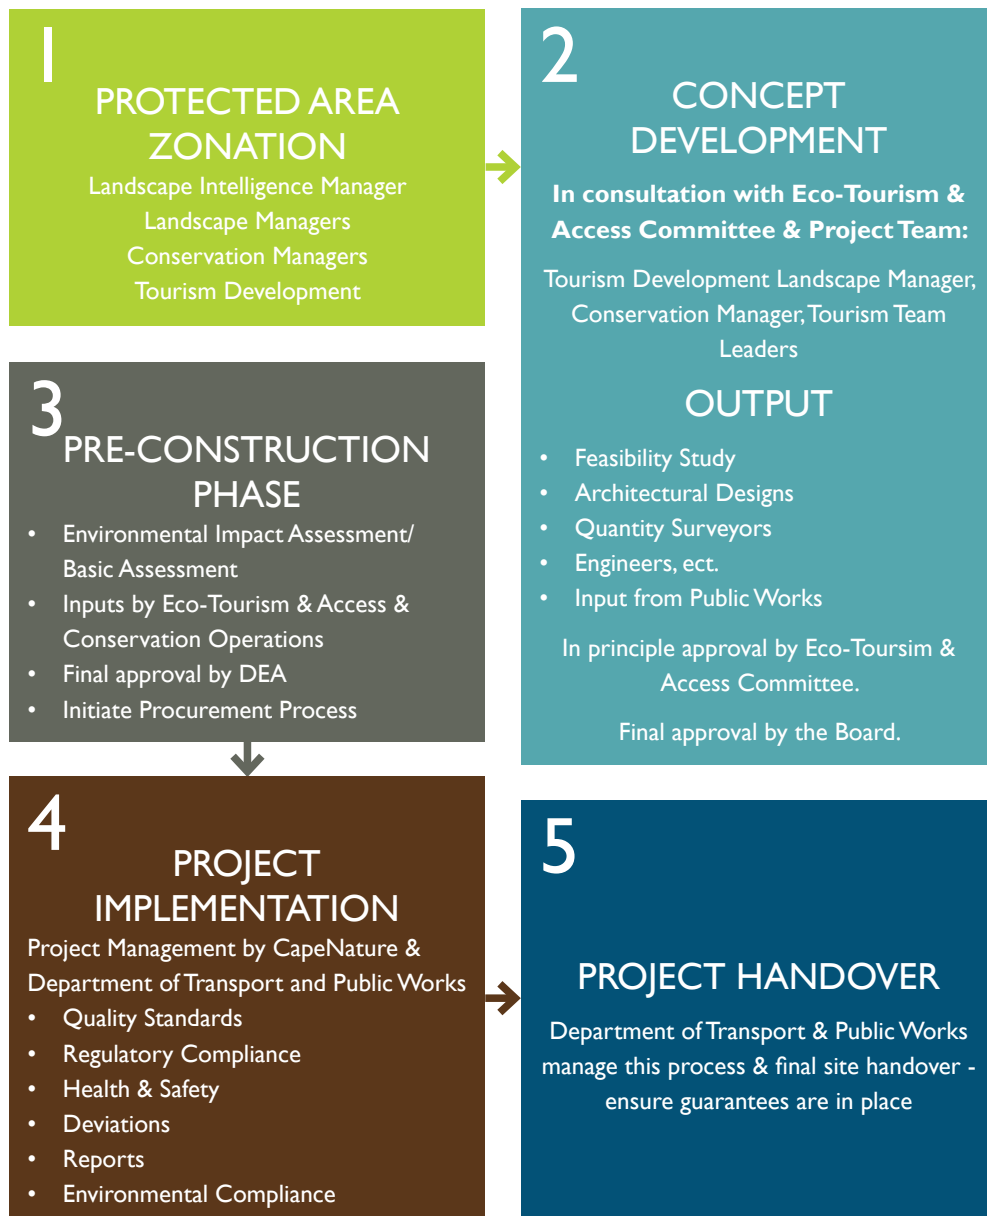 1
PROTECTED AREA
ZONATION
Landscape Intelligence Manager
Landscape Managers
Conservation Managers
Tourism Development
2
CONCEPT
DEVELOPMENT
In consultation with Eco-Tourism &
Access Committee & Project Team:
Tourism Development Landscape Manager,
Conservation Manager, Tourism Team
Leaders
OUTPUT
• Feasibility Study
• Architectural Designs
• Quantity Surveyors
• Engineers, ect.
• Input from Public Works
In principle approval by Eco-Toursim &
Access Committee.
Final approval by the Board.
3
PRE-CONSTRUCTION
PHASE
• Environmental Impact Assessment/
Basic Assessment
• Inputs by Eco-Tourism & Access &
Conservation Operations
• Final approval by DEA
• Initiate Procurement Process
4
PROJECT
IMPLEMENTATION
Project Management by CapeNature &
Department of Transport and Public Works
• Quality Standards
• Regulatory Compliance
• Health & Safety
• Deviations
• Reports
• Environmental Compliance
5
PROJECT HANDOVER
Department of Transport & Public Works
manage this process & final site handover -
ensure guarantees are in place